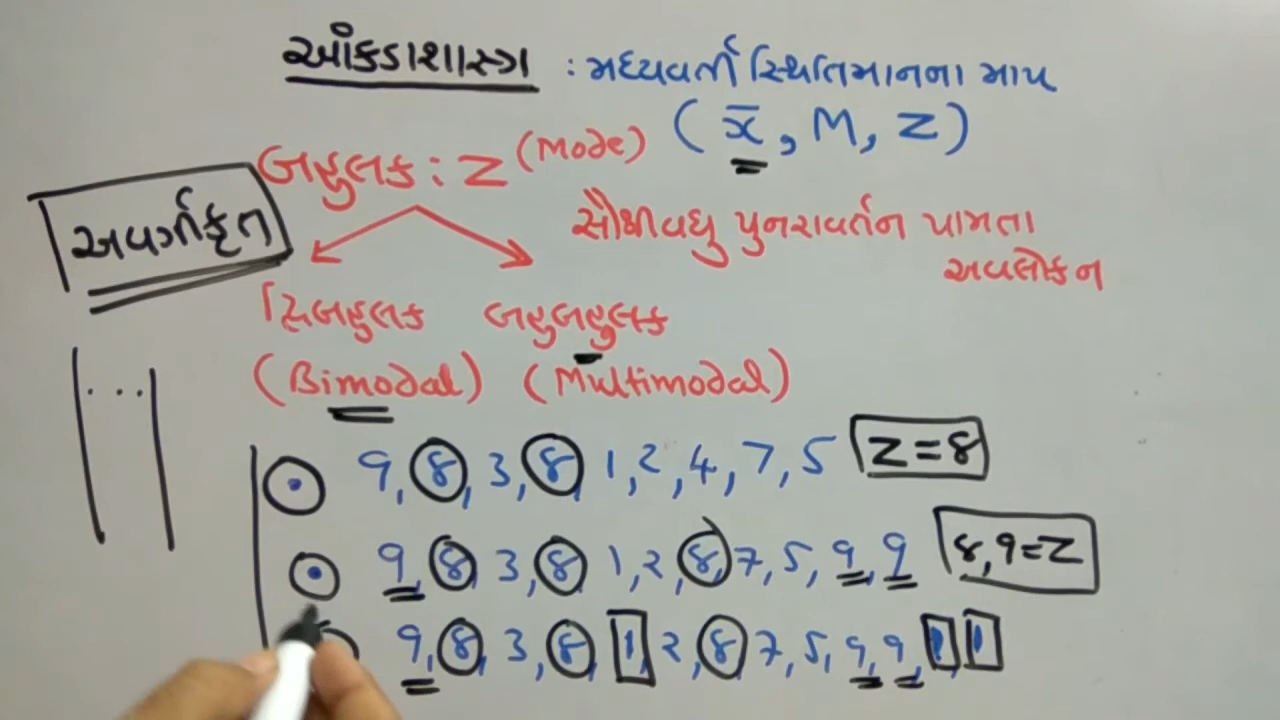 આંકડાશાસ્ત્ર : મધ્યવર્તી સ્થિતિમાનના માપ
(x̄, M, Z)
બહુલક : Z (Mode)
અવર્ગીકૃત
સૌથીવધુ પુનરાવર્તન પામતા
અવલોકન
દ્વિબહુલક બહુબહુલક
(Bimodal) (Multimodal)
...
9, 8, 3, 8, 1, 2, 4, 7, 5 Z = 8
9, 8, 3, 8, 1, 2, 8, 7, 5, 9, 9 8, 9 = Z
9, 8, 3, 8, 1, 2, 8, 7, 5, 9, 9, 1, 1